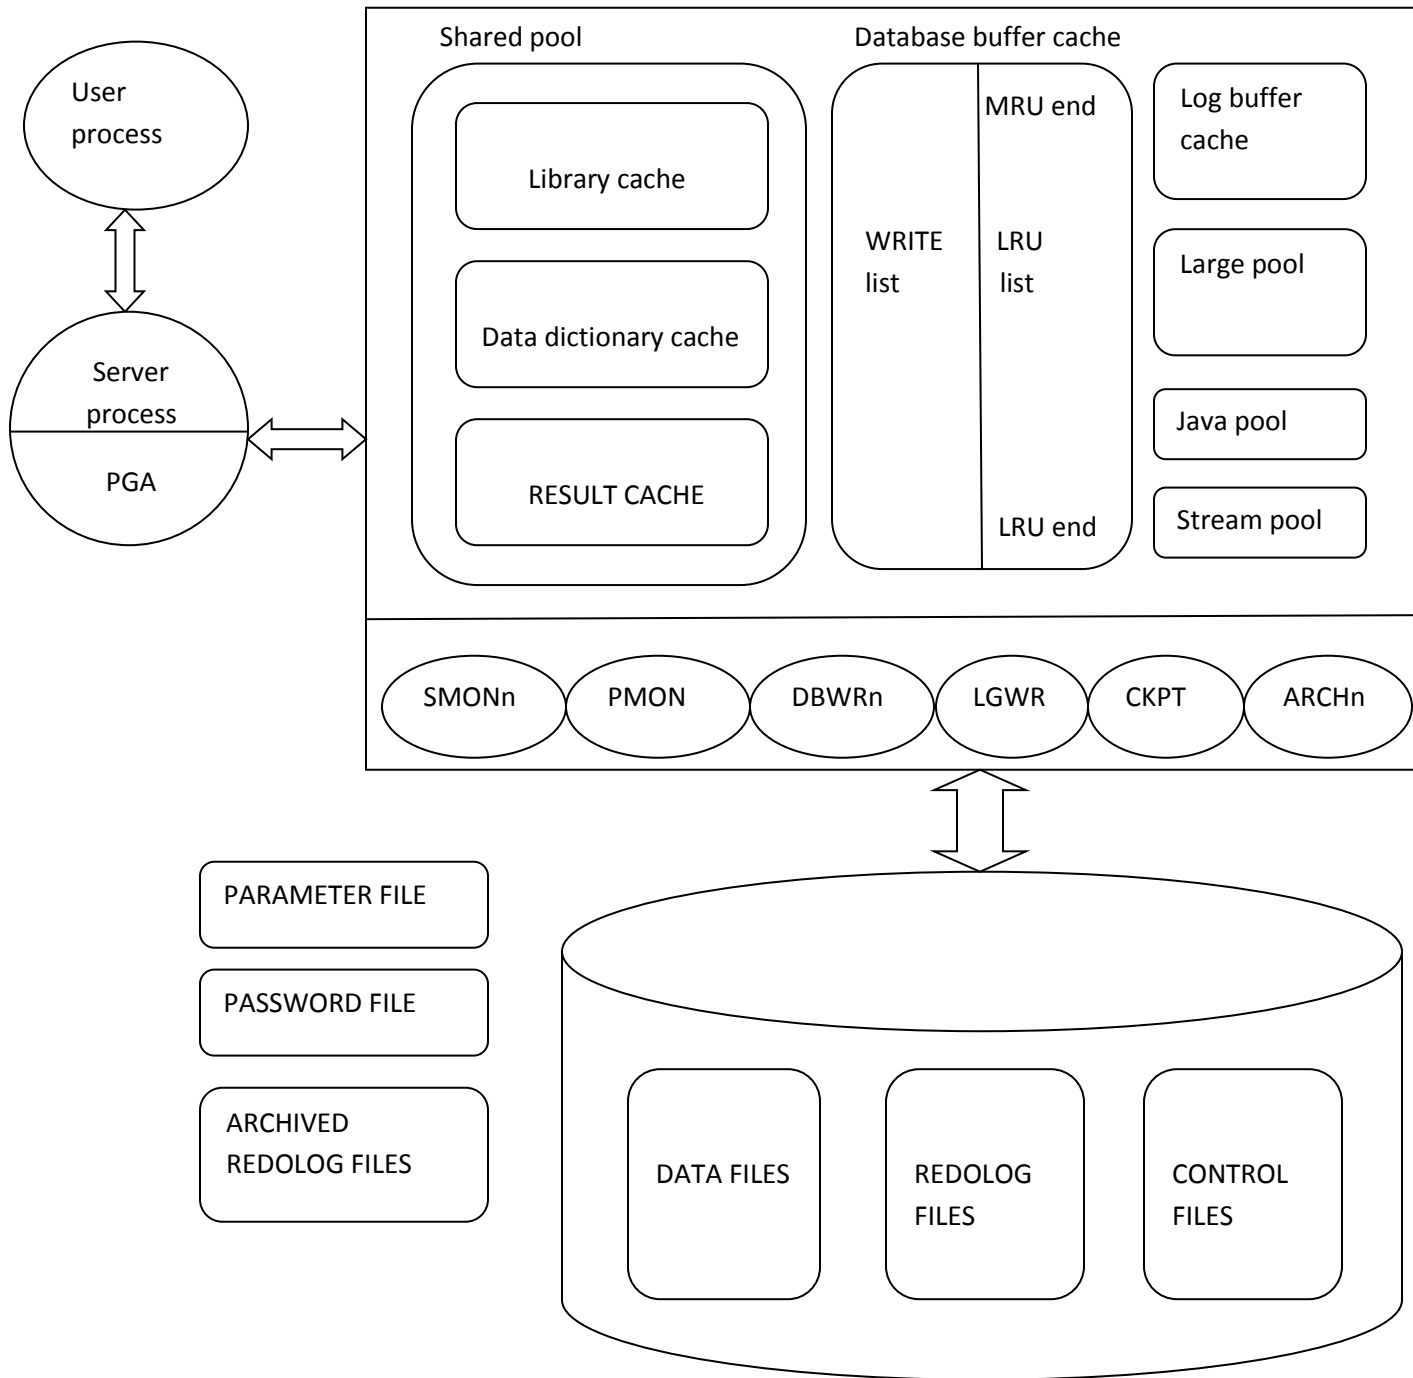 Shared pool
Database buffer cache
User
process
Library cache
Data dictionary cache
RESULT CACHE
WRITE
list
MRU end
LRU
list
LRU end
Log buffer
cache
Large pool
Java pool
Stream pool
Server
process
PGA
SMONn
PMON
DBWRn
LGWR
CKPT
ARCHn
PARAMETER FILE
PASSWORD FILE
ARCHIVED
REDOLOG FILES
DATA FILES
REDOLOG
FILES
CONTROL
FILES